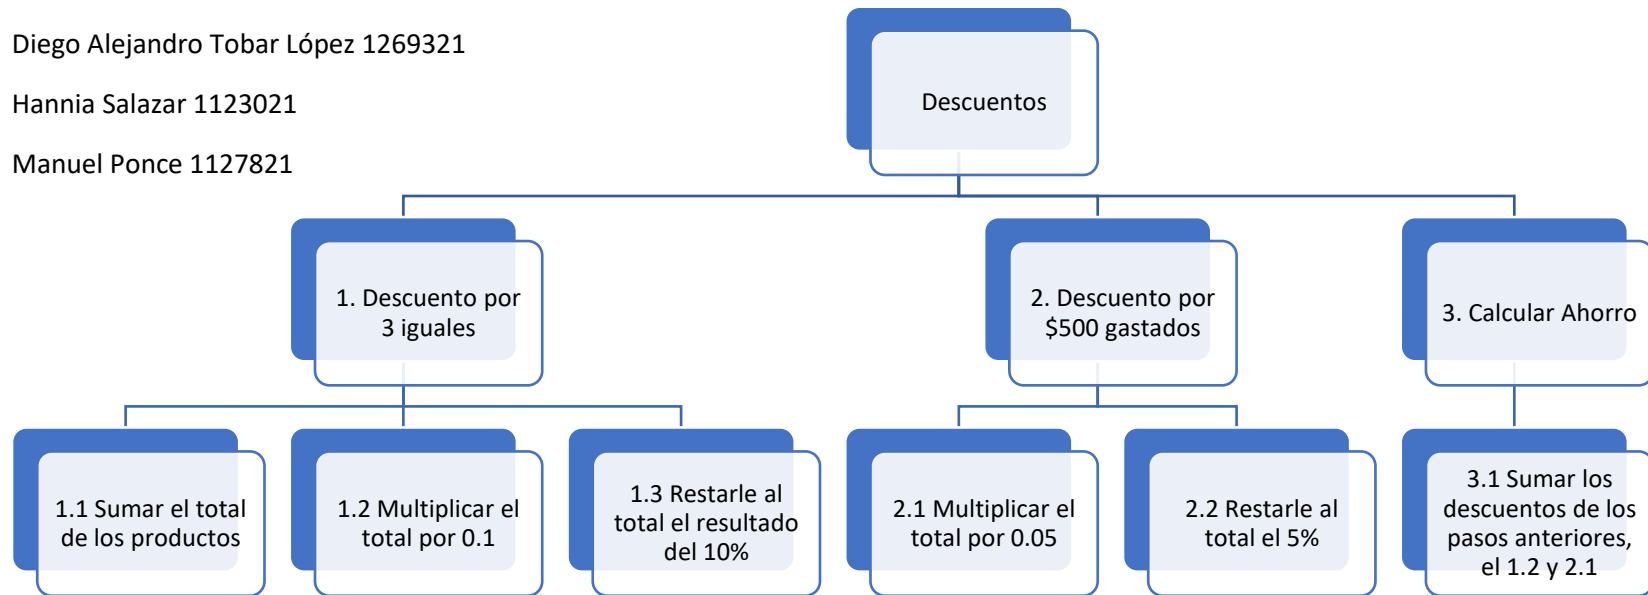 Diego Alejandro Tobar López 1269321
Hannia Salazar 1123021
Manuel Ponce 1127821
Descuentos
1. Descuento por
3 iguales
2. Descuento por
$500 gastados
3. Calcular Ahorro
1.1 Sumar el total
de los productos
1.2 Multiplicar el
total por 0.1
1.3 Restarle al
total el resultado
del 10%
2.1 Multiplicar el
total por 0.05
2.2 Restarle al
total el 5%
3.1 Sumar los
descuentos de los
pasos anteriores,
el 1.2 y 2.1